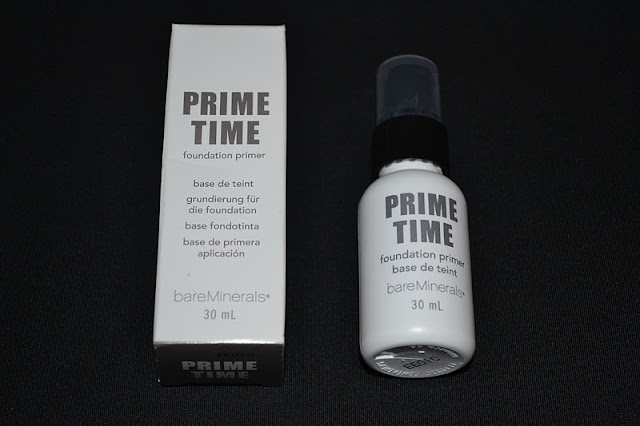 PRIME
TIME
foundation primer
base de teint
grundierung für
die foundation
base fondotinta
base de primera
aplicación
bareMinerals®
30 mL
PRIME
TIME
PRIME
TIME
foundation primer
base de teint
bareMinerals®
30 mL